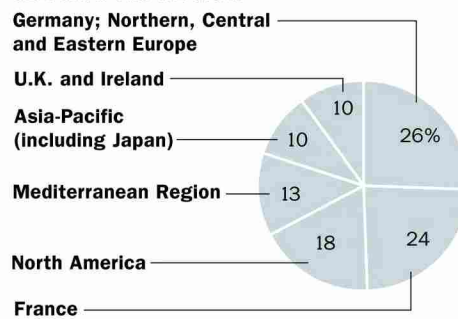 Germany; Northern, Central
and Eastern Europe
U.K. and Ireland
10
26%
Asia-Pacific
(including Japan)
10
Mediterranean Region
13
24
18
North America
France